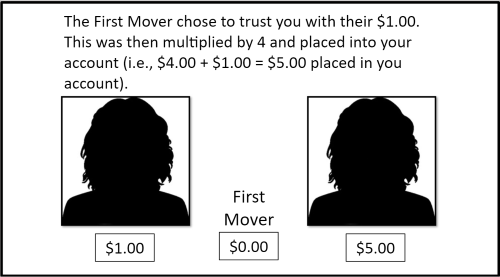 The First Mover chose to trust you with their $1.00.
This was then multiplied by 4 and placed into your
account (i.e., $4.00 + $1.00 = $5.00 placed in you
account).
First
Mover
$1.00
$0.00
$5.00